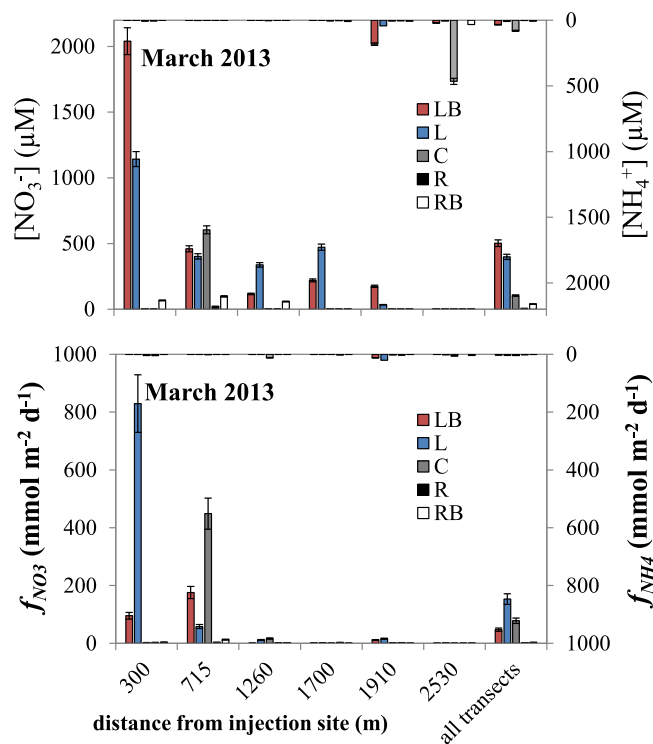 March 2013
[NO₃⁻] (µM)
2000
1500
1000
500
0
LB
L
C
R
RB
0
500
1000
1500
2000
[NH₄⁺] (µM)
March 2013
f_NO3 (mmol m⁻² d⁻¹)
1000
800
600
400
200
0
LB
L
C
R
RB
0
200
400
600
800
1000
f_NH4 (mmol m⁻² d⁻¹)
300
715
1260
1700
1910
2530
all transects
distance from injection site (m)